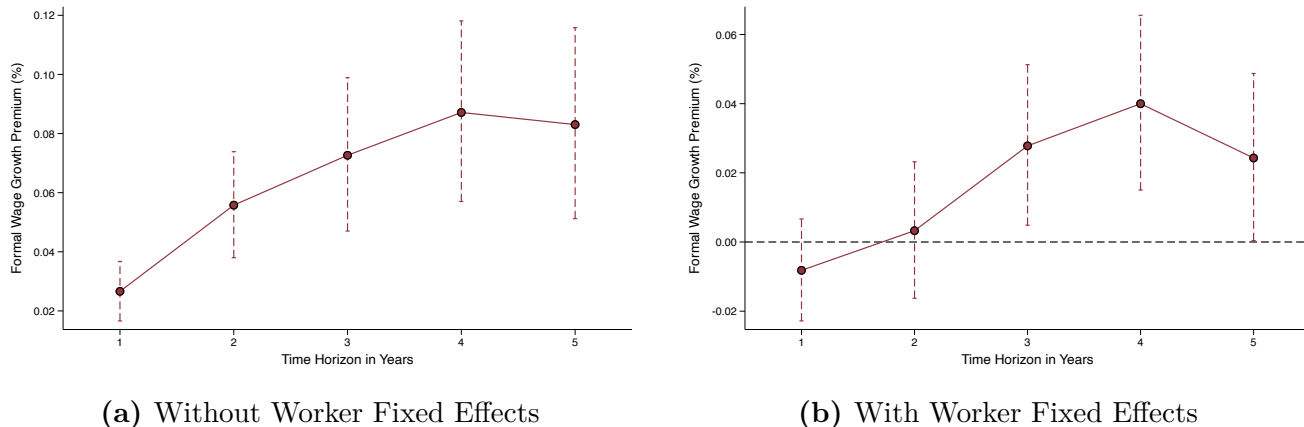 Formal Wage Growth Premium (%)
0.12
0.10
0.08
0.06
0.04
0.02
1 2 3 4 5
Time Horizon in Years
(a) Without Worker Fixed Effects
Formal Wage Growth Premium (%)
0.06
0.04
0.02
0.00
-0.02
1 2 3 4 5
Time Horizon in Years
(b) With Worker Fixed Effects